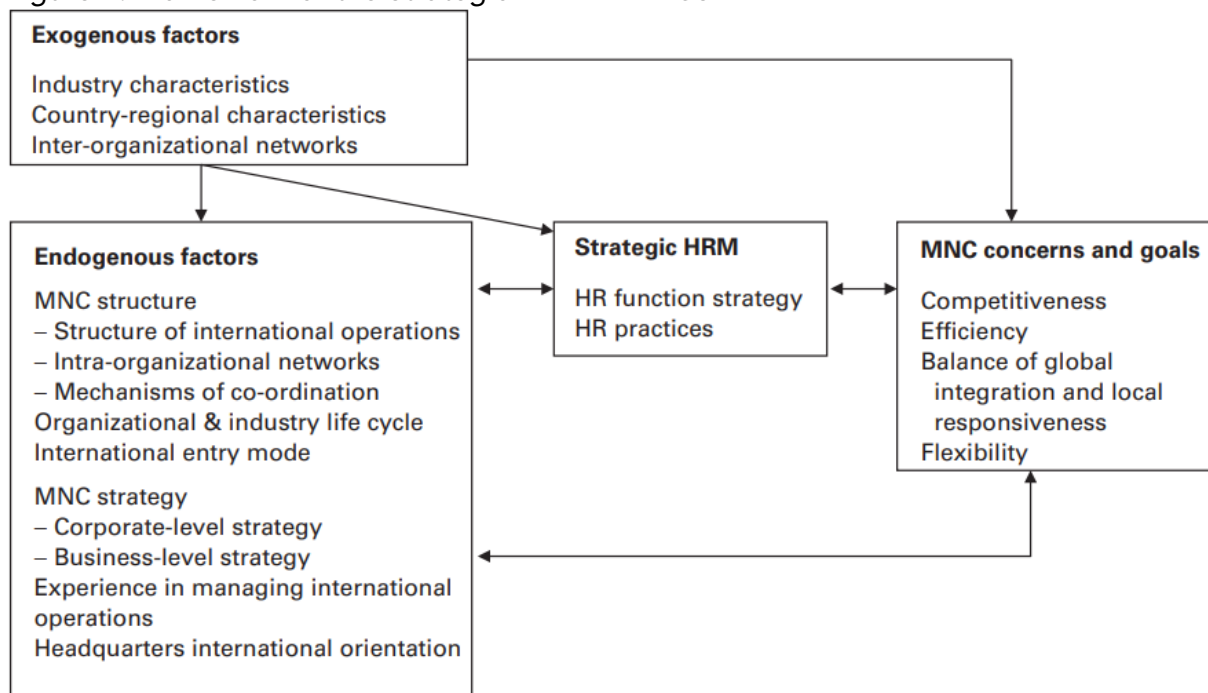 Exogenous factors
Industry characteristics
Country-regional characteristics
Inter-organizational networks
Endogenous factors
MNC structure
– Structure of international operations
– Intra-organizational networks
– Mechanisms of co-ordination
Organizational & industry life cycle
International entry mode
MNC strategy
– Corporate-level strategy
– Business-level strategy
Experience in managing international
operations
Headquarters international orientation
Strategic HRM
HR function strategy
HR practices
MNC concerns and goals
Competitiveness
Efficiency
Balance of global
integration and local
responsiveness
Flexibility